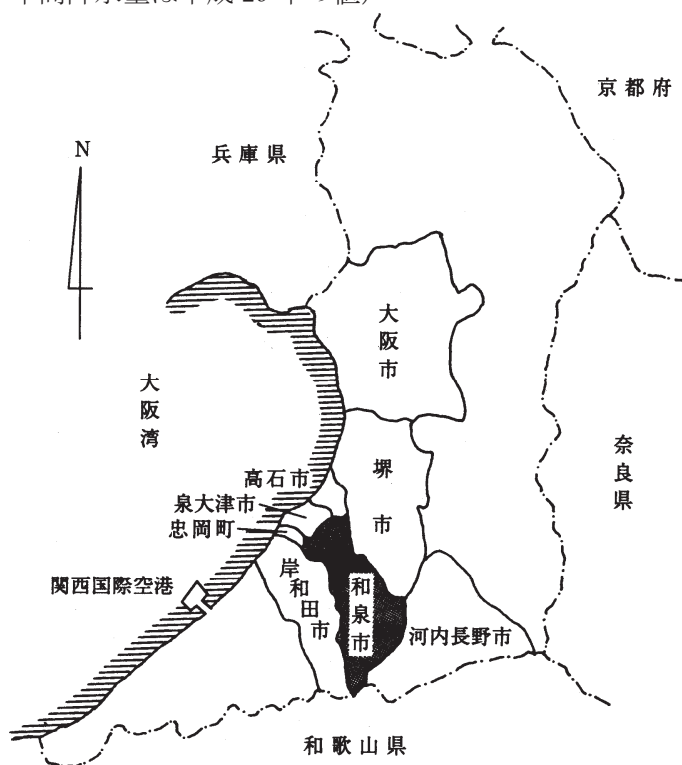 京都府
兵庫県
N
大阪市
大阪湾
奈良県
堺市
高石市
泉大津市
忠岡町
岸和田市
和泉市
関西国際空港
河内長野市
和歌山県